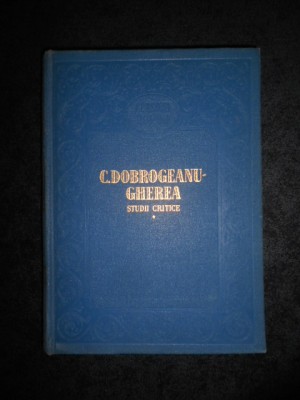 C. DOBROGEANU-
GHEREA
STUDII CRITICE
*